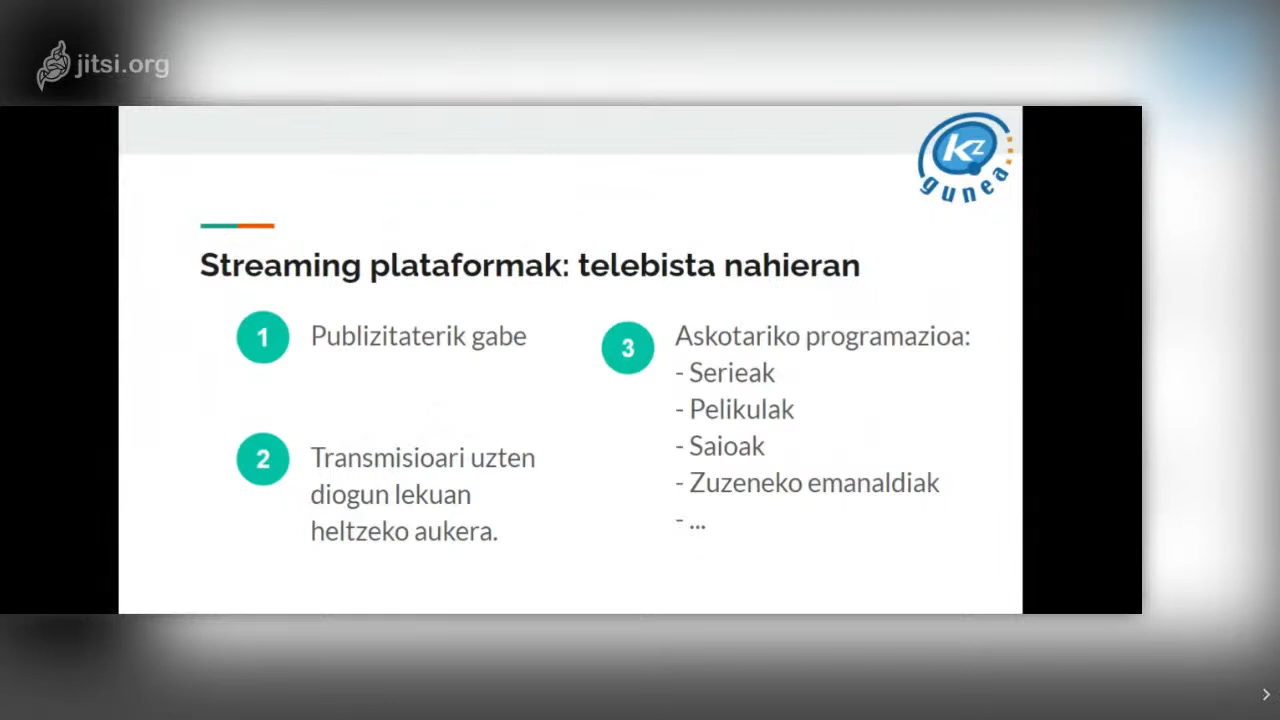 jitsi.org
kz
gunea
Streaming plataformak: telebista nahieran
1
Publizitaterik gabe
2
Transmisioari uzten
diogun lekuan
heltzeko aukera.
3
Askotariko programazioa:
- Serieak
- Pelikulak
- Saioak
- Zuzeneko emanaldiak
- ...